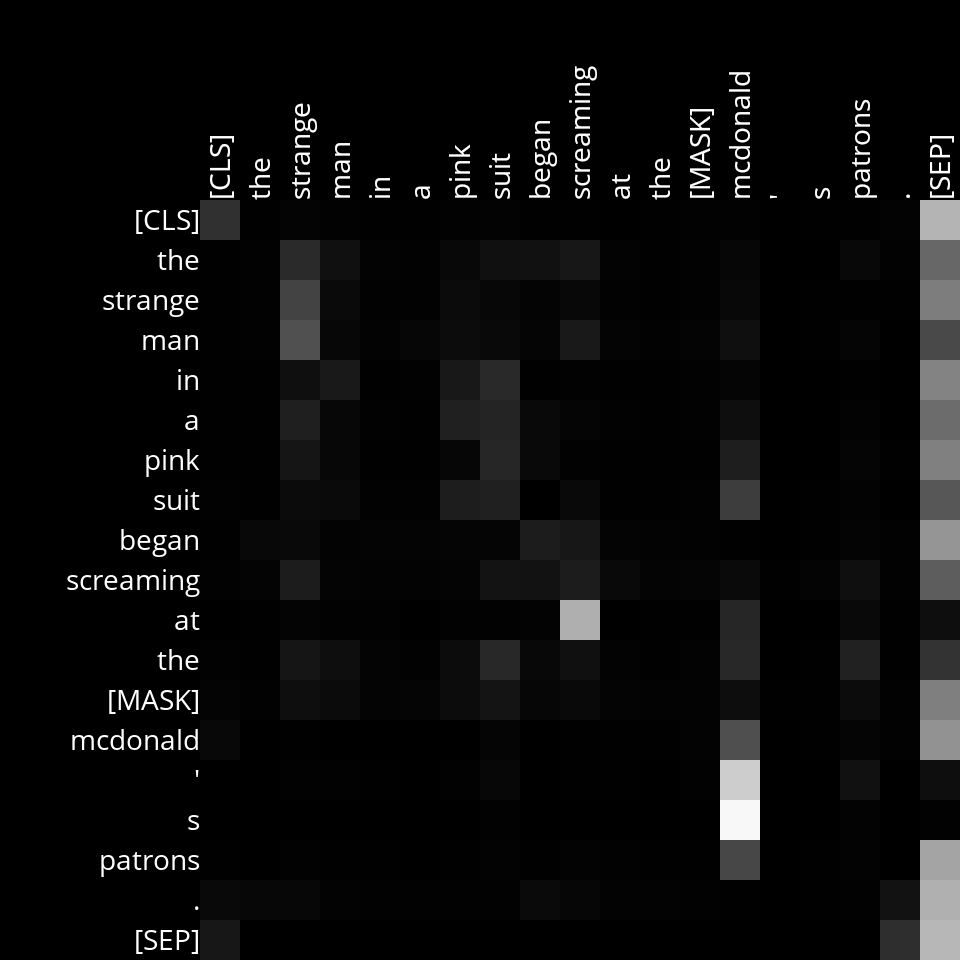 [CLS] the strange man in a pink suit began screaming at the [MASK] mcdonald ' s patrons . [SEP]
[CLS]
the
strange
man
in
a
pink
suit
began
screaming
at
the
[MASK]
mcdonald
'
s
patrons
.
[SEP]